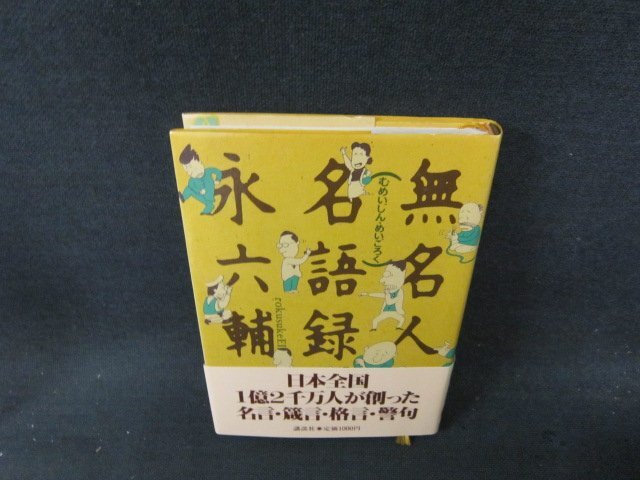 無名人
名語録
（むめいじんめいごろく）
永六輔
rokusukeEi
日本全国
1億2千万人が創った
名言・箴言・格言・警句
講談社●定価1000円